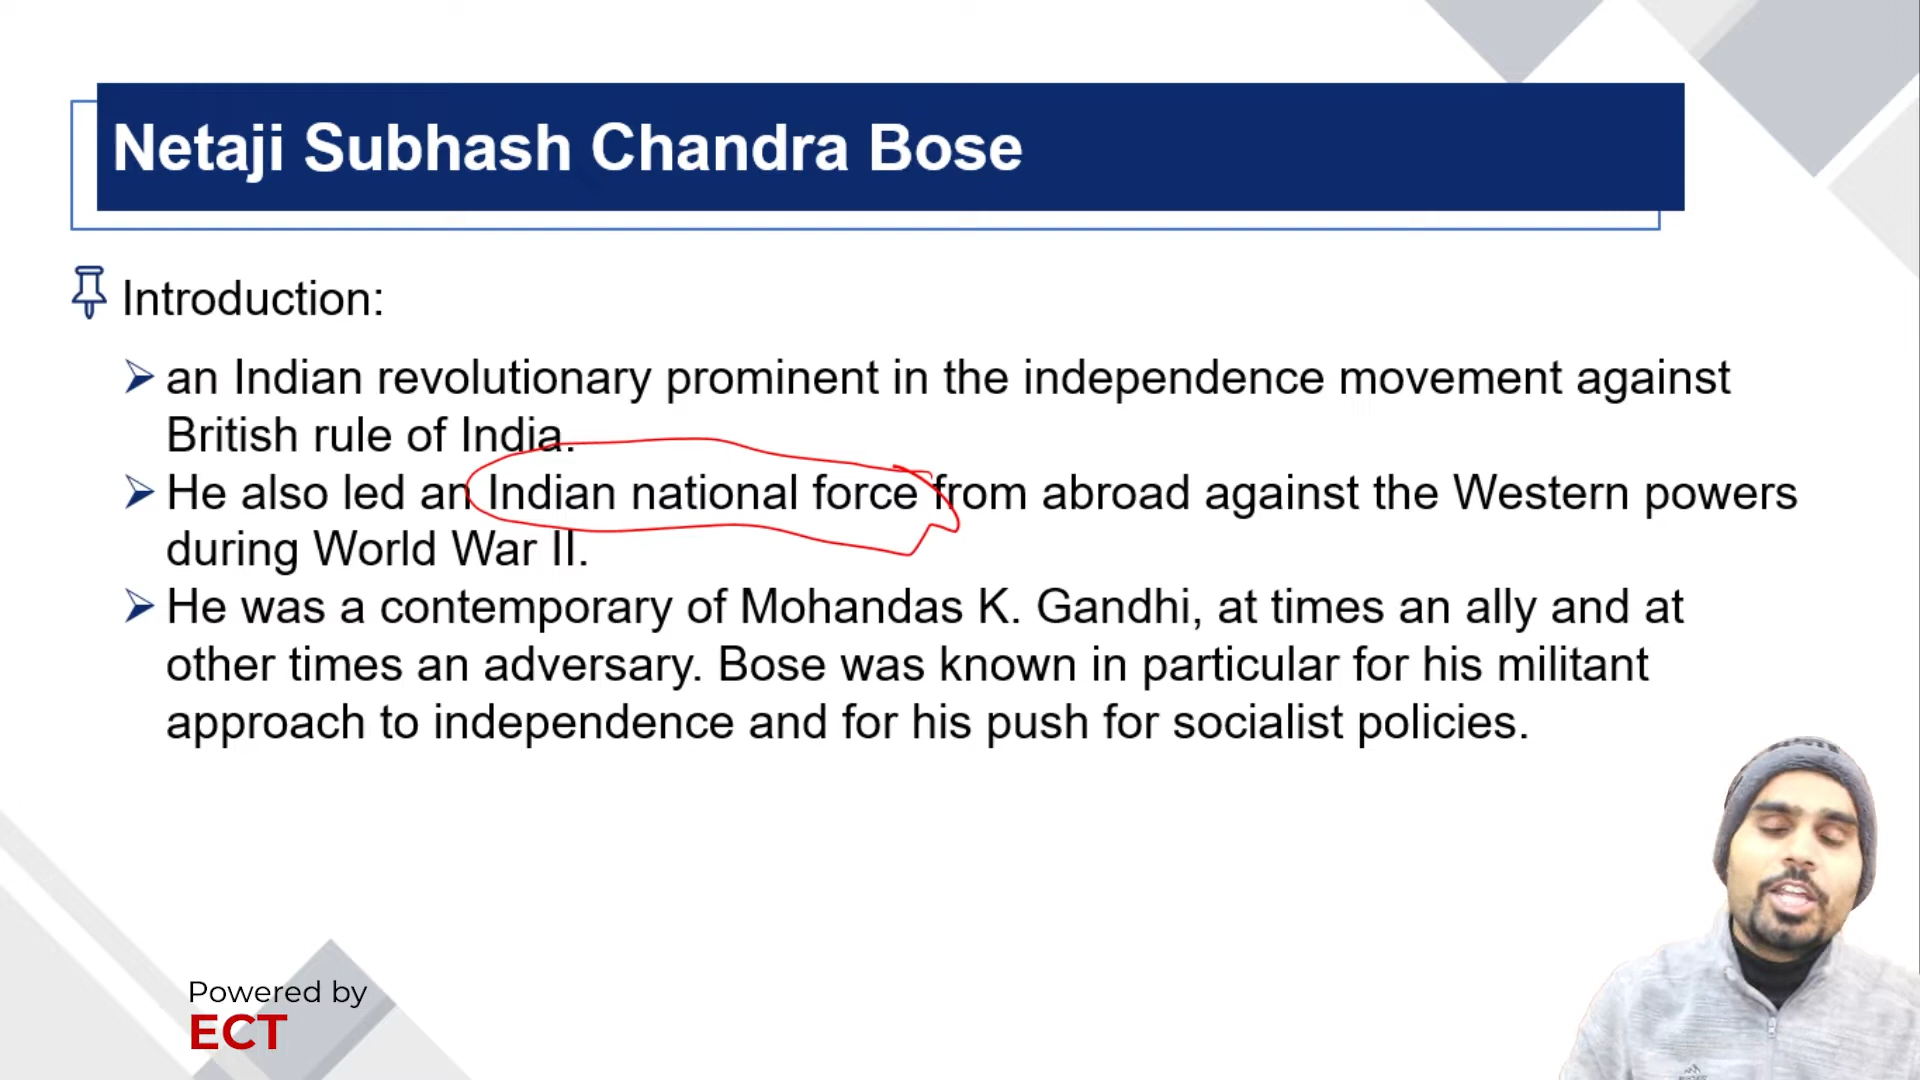 Netaji Subhash Chandra Bose
Introduction:
an Indian revolutionary prominent in the independence movement against
British rule of India.
He also led an Indian national force from abroad against the Western powers
during World War II.
He was a contemporary of Mohandas K. Gandhi, at times an ally and at
other times an adversary. Bose was known in particular for his militant
approach to independence and for his push for socialist policies.
Powered by
ECT